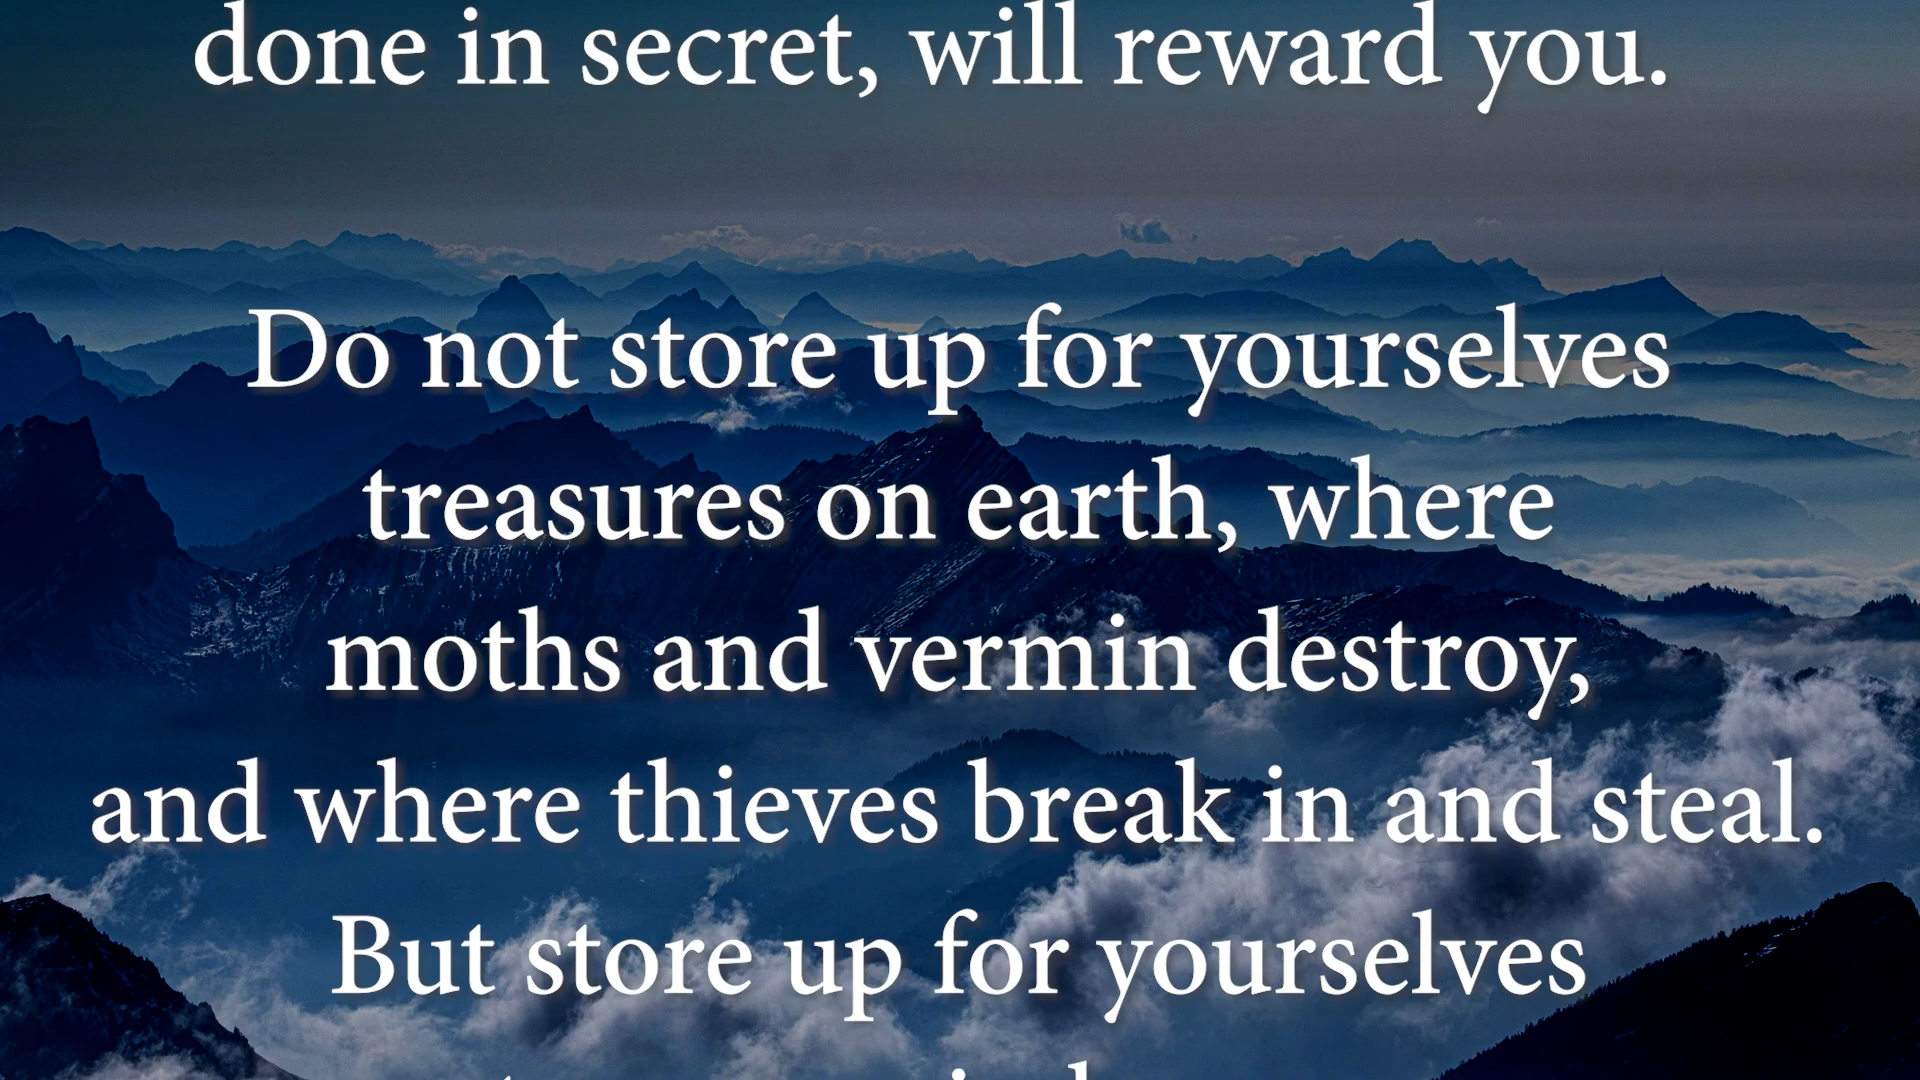 done in secret, will reward you.
Do not store up for yourselves
treasures on earth, where
moths and vermin destroy,
and where thieves break in and steal.
But store up for yourselves